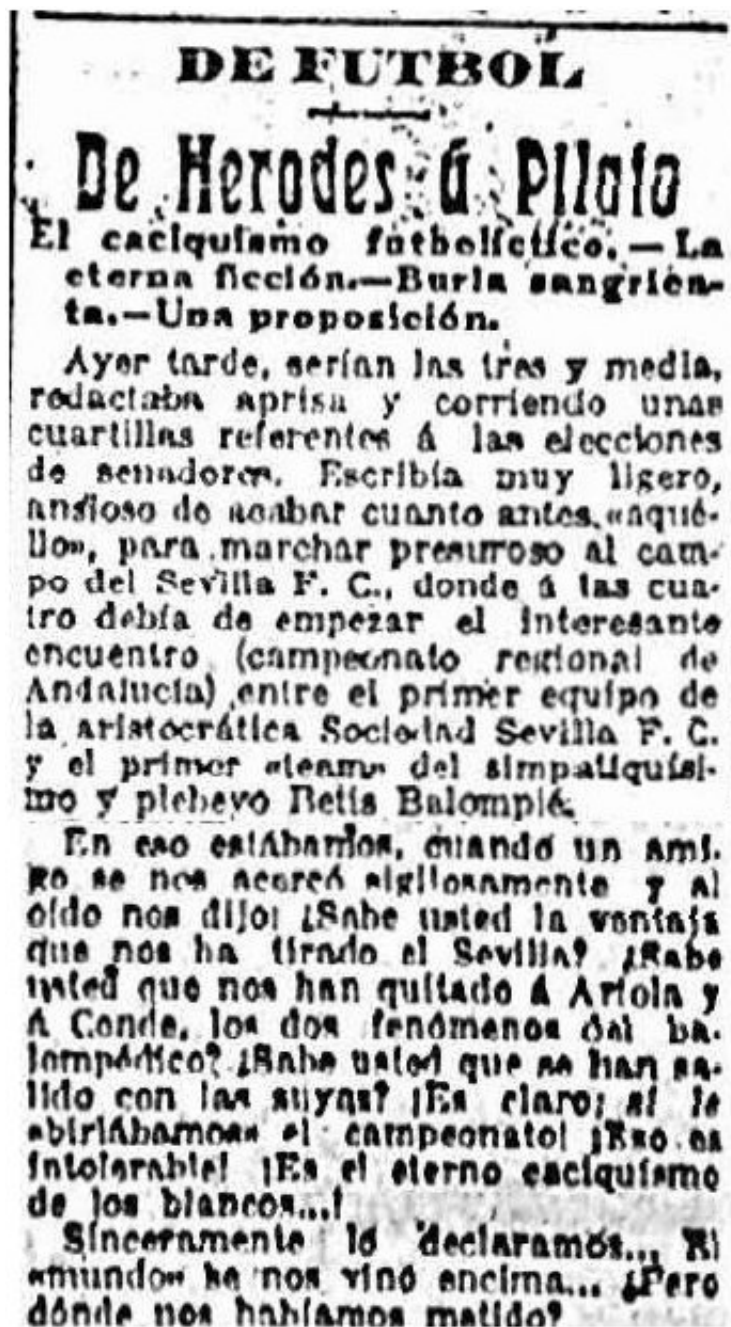 DE FUTBOL
De Herodes á Pilato
El caciquismo futbolíctico.—La
eterna ficción.—Burla sangrien-
ta.—Una proposición.
Ayer tarde, serían las tres y media,
redactaba aprisa y corriendo unas
cuartillas referentes á las elecciones
de senadores. Escribía muy ligero,
ansioso de acabar cuanto antes «aqué-
llo», para marchar presuroso al cam-
po del Sevilla F. C., donde á las cua-
tro debía de empezar el interesante
encuentro (campeonato regional de
Andalucía) entre el primer equipo de
la aristocrática Sociedad Sevilla F. C.
y el primer «team» del simpatiquísi-
mo y plebeyo Betis Balompié.
En eso estábamos, cuando un ami-
go se nos acercó sigilosamente y al
oído nos dijo: ¿Sabe usted la ventaja
que nos ha tirado el Sevilla? ¿Sabe
usted que nos han quitado á Artola y
á Conde, los dos fenómenos del ba-
lompédico? ¿Sabe usted que se han sa-
lido con las suyas? ¡Es claro; si le
«birlábamos» el campeonato! ¡Eso es
intolerable! ¡Es el eterno caciquismo
de los blancos...!
Sinceramente lo declaramos... El
«mundo» se nos vino encima... ¿Pero
dónde nos habíamos metido?